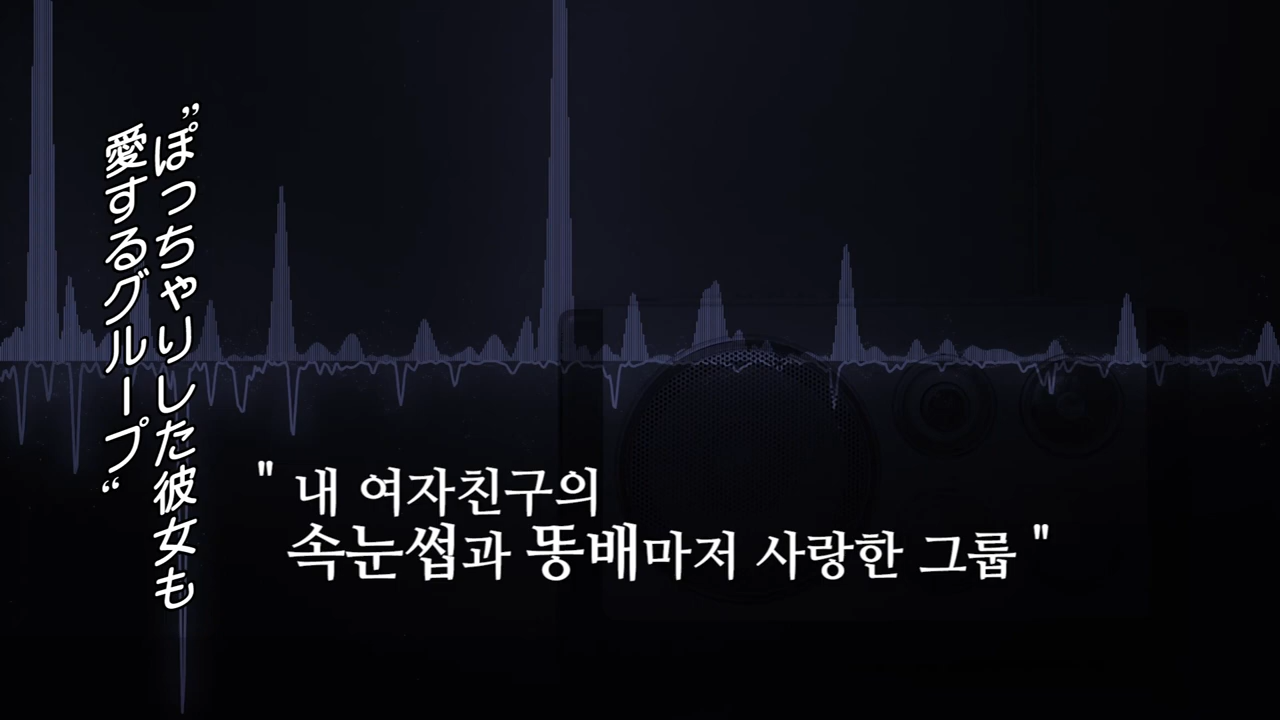 ”ぽっちゃりした彼女も
愛するグループ“
" 내 여자친구의
속눈썹과 똥배마저 사랑한 그룹 "